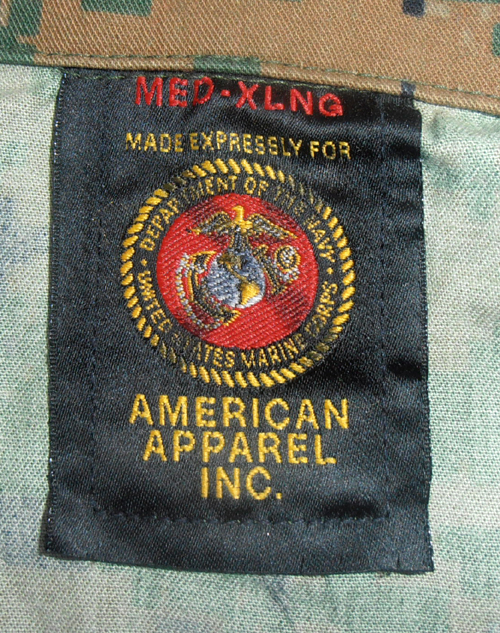 MED-XLNG
MADE EXPRESSLY FOR
DEPARTMENT OF THE NAVY
UNITED STATES MARINE CORPS
AMERICAN
APPAREL
INC.